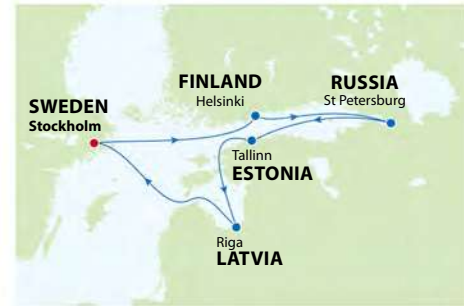 FINLAND
Helsinki
RUSSIA
St Petersburg
SWEDEN
Stockholm
Tallinn
ESTONIA
Riga
LATVIA